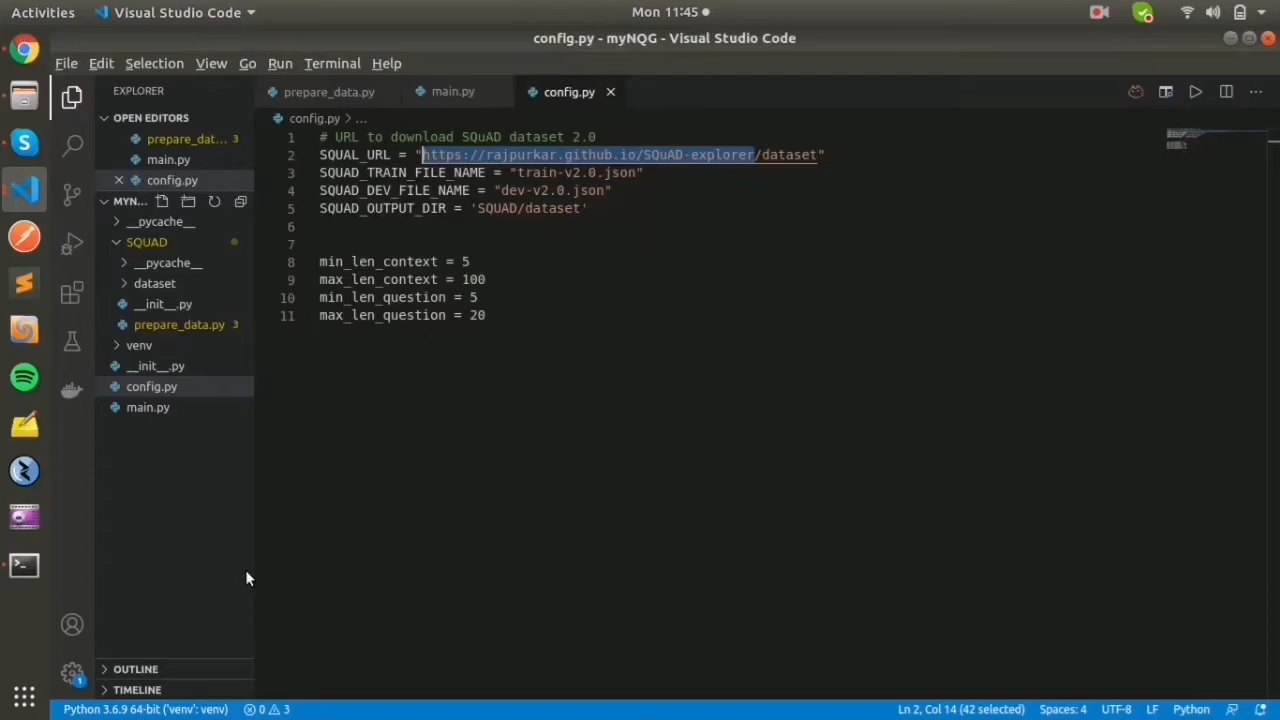 Activities
Visual Studio Code
Mon 11:45
config.py - myNQG - Visual Studio Code
File Edit Selection View Go Run Terminal Help
EXPLORER
prepare_data.py
main.py
config.py
OPEN EDITORS
config.py > ...
prepare_dat... 3
main.py
config.py
MYN...
__pycache__
SQUAD
__pycache__
dataset
__init__.py
prepare_data.py 3
venv
__init__.py
config.py
main.py
OUTLINE
TIMELINE
1 # URL to download SQuAD dataset 2.0
2 SQUAL_URL = "https://rajpurkar.github.io/SQuAD-explorer/dataset"
3 SQUAD_TRAIN_FILE_NAME = "train-v2.0.json"
4 SQUAD_DEV_FILE_NAME = "dev-v2.0.json"
5 SQUAD_OUTPUT_DIR = 'SQUAD/dataset'
6
7
8 min_len_context = 5
9 max_len_context = 100
10 min_len_question = 5
11 max_len_question = 20
1
Python 3.6.9 64-bit ('venv': venv) 0 3
Ln 2, Col 14 (42 selected) Spaces: 4 UTF-8 LF Python